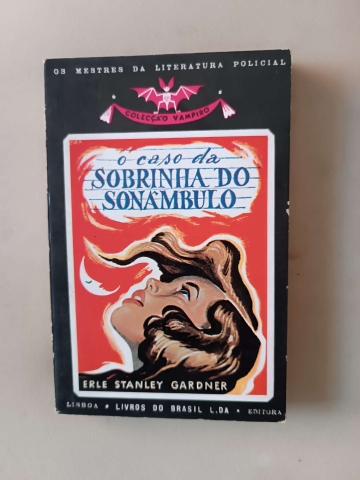 OS MESTRES DA LITERATURA POLICIAL
COLECÇÃO VAMPIRO
o caso da
SOBRINHA DO
SONÂMBULO
ERLE STANLEY GARDNER
LISBOA * LIVROS DO BRASIL L.DA * EDITORA